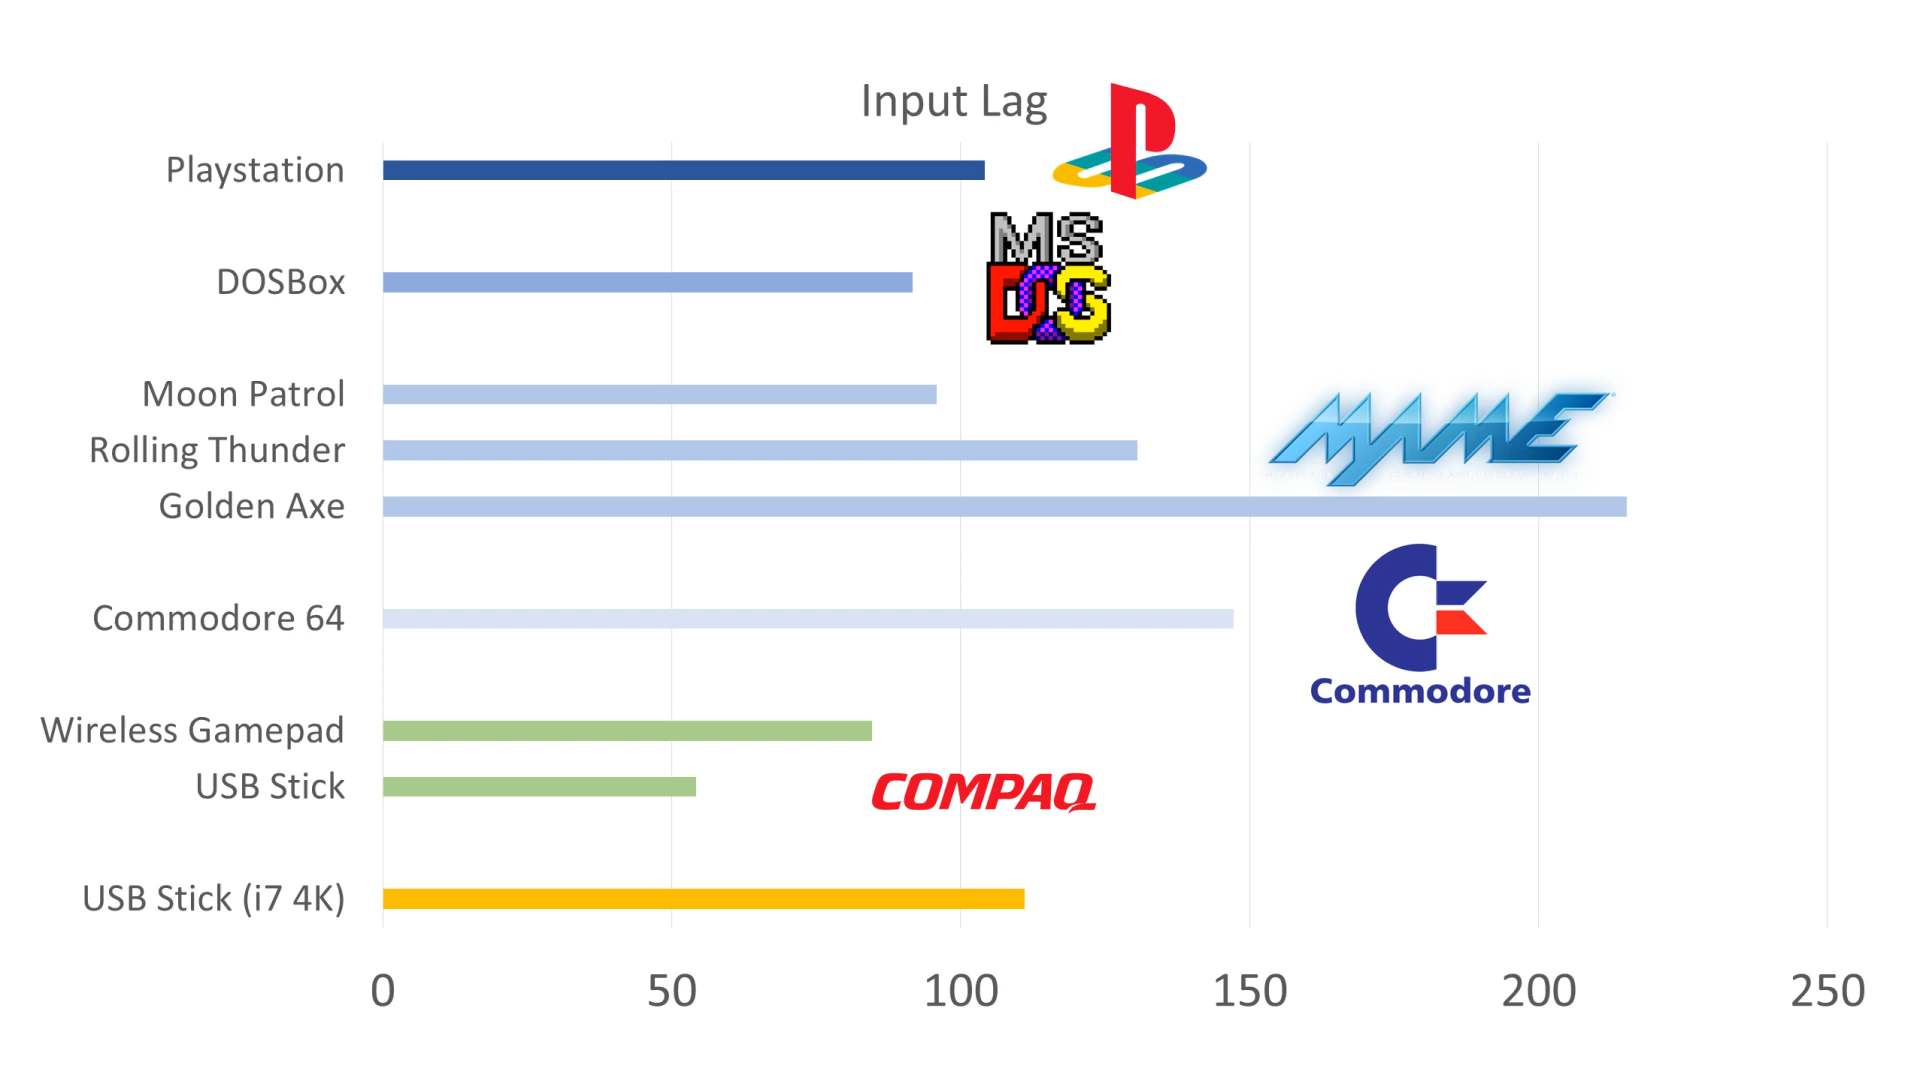 Input Lag
Playstation
MS
DOSBox
DOS
Moon Patrol
MAME
Rolling Thunder
Golden Axe
Commodore 64
Commodore
Wireless Gamepad
USB Stick
COMPAQ
USB Stick (i7 4K)
0 50 100 150 200 250